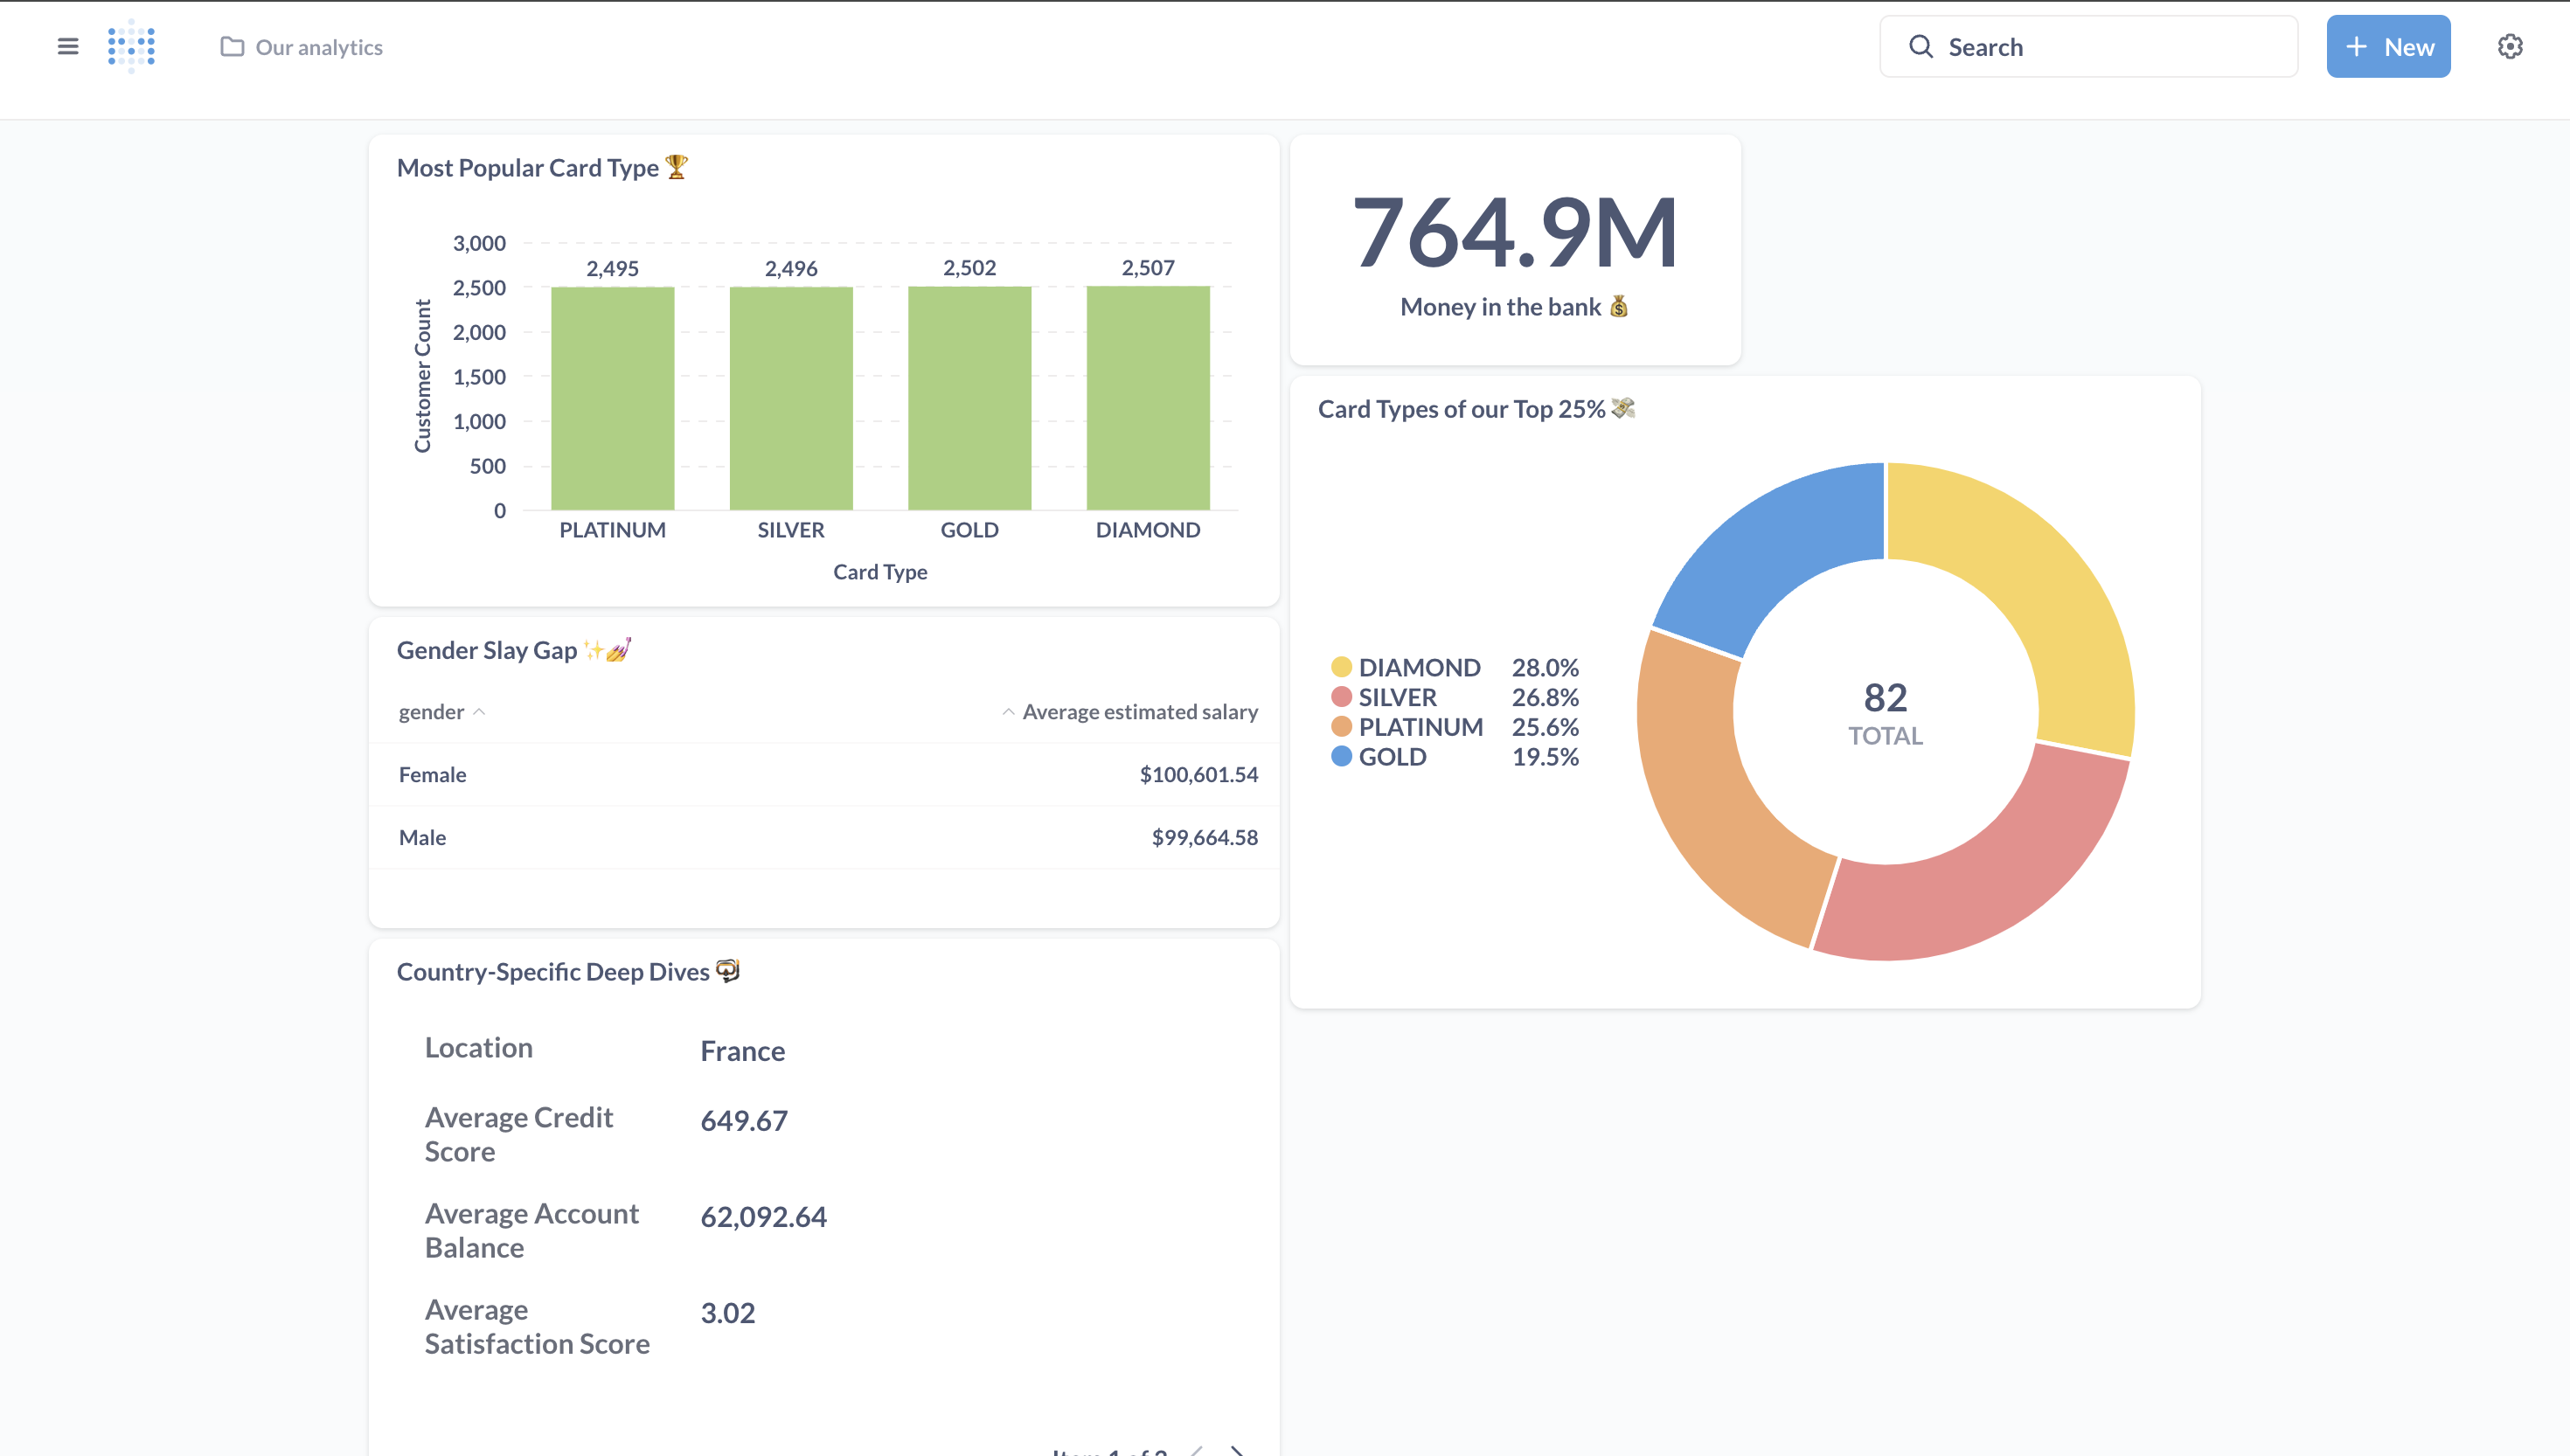 Our analytics
Search
+ New
Most Popular Card Type 🏆
3,000
2,500
2,000
1,500
1,000
500
0
Customer Count
2,495
2,496
2,502
2,507
PLATINUM
SILVER
GOLD
DIAMOND
Card Type
764.9M
Money in the bank 💰
Card Types of our Top 25% 💸
DIAMOND 28.0%
SILVER 26.8%
PLATINUM 25.6%
GOLD 19.5%
82
TOTAL
Gender Slay Gap ✨💅
gender Average estimated salary
Female $100,601.54
Male $99,664.58
Country-Specific Deep Dives 🤿
Location France
Average Credit
Score
649.67
Average Account
Balance
62,092.64
Average
Satisfaction Score
3.02
Item 1 of 3